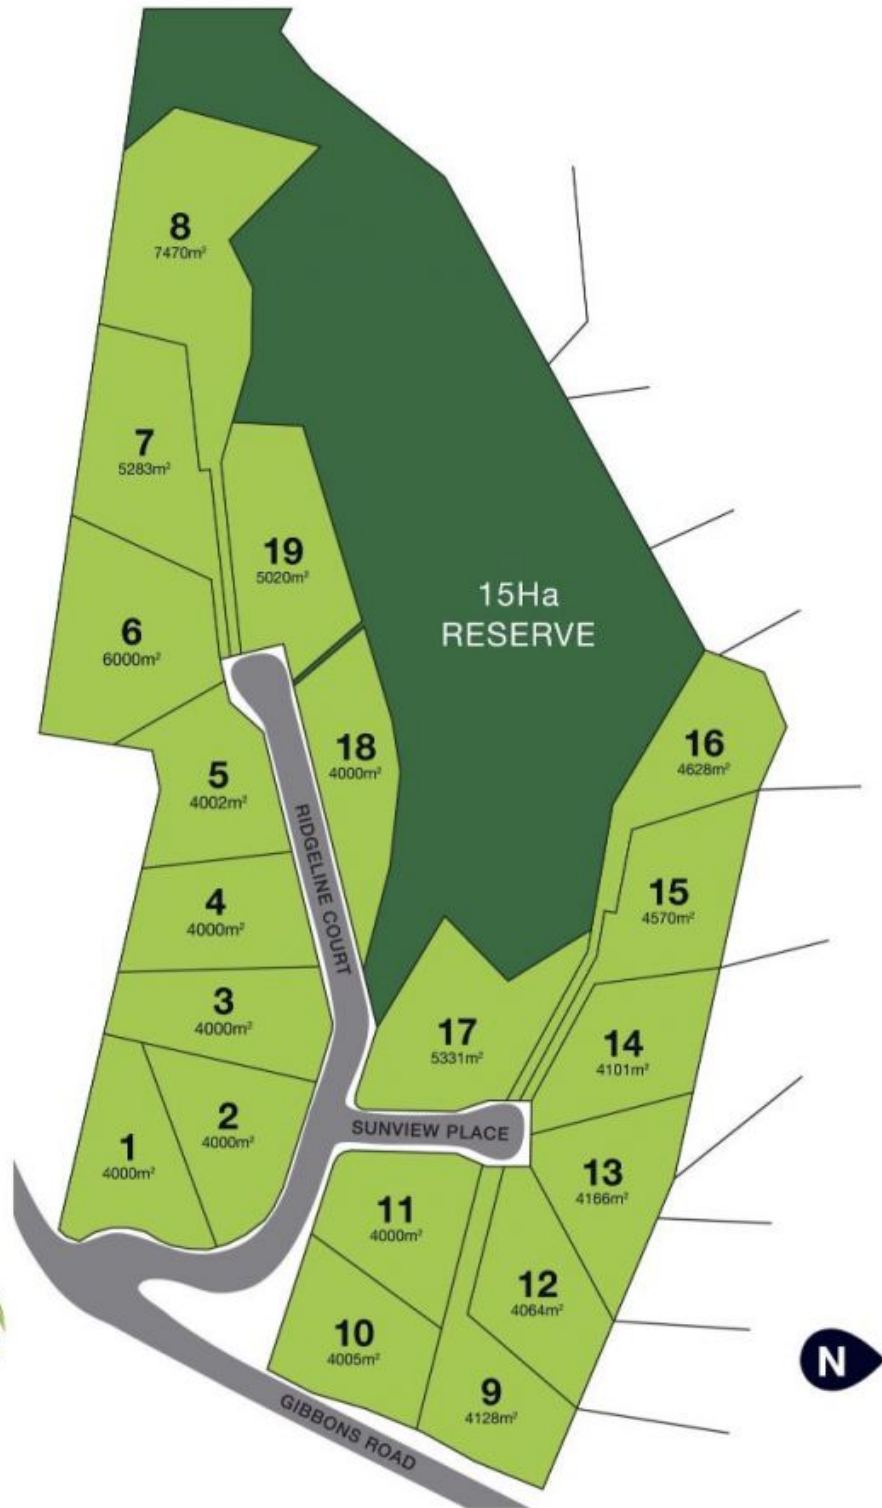 8
7470m²
7
5283m²
19
5020m²
15Ha
RESERVE
6
6000m²
18
4000m²
16
4628m²
5
4002m²
RIDGELINE COURT
15
4570m²
4
4000m²
3
4000m²
17
5331m²
14
4101m²
2
4000m²
1
4000m²
SUNVIEW PLACE
13
4166m²
11
4000m²
12
4064m²
10
4005m²
N
9
4128m²
GIBBONS ROAD